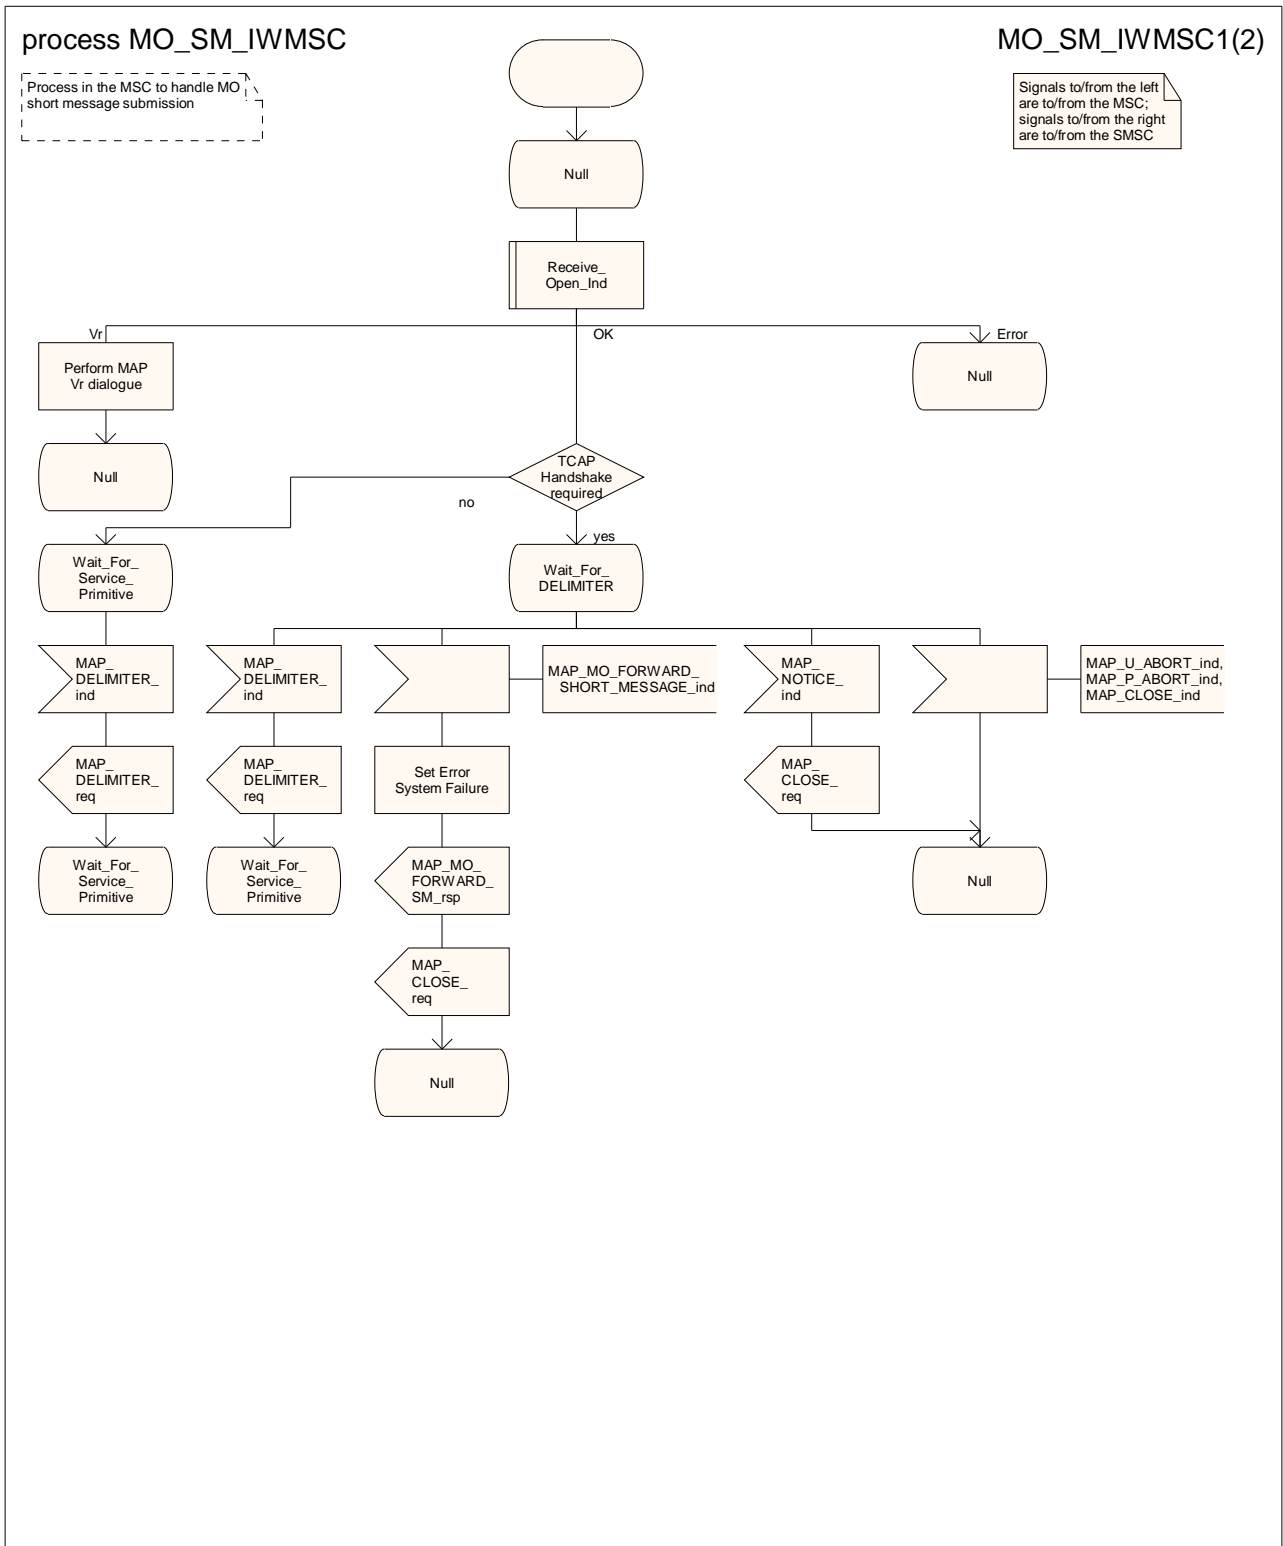 process MO_SM_IWMSC
MO_SM_IWMSC1(2)
Process in the MSC to handle MO
short message submission
Signals to/from the left
are to/from the MSC;
signals to/from the right
are to/from the SMSC
Null
Receive_
Open_Ind
Vr
OK
Error
Perform MAP
Vr dialogue
Null
Null
TCAP
Handshake
required
no
yes
Wait_For_
Service_
Primitive
Wait_For_
DELIMITER
MAP_
DELIMITER_
ind
MAP_
DELIMITER_
ind
MAP_MO_FORWARD_
SHORT_MESSAGE_ind
MAP_
NOTICE_
ind
MAP_U_ABORT_ind,
MAP_P_ABORT_ind,
MAP_CLOSE_ind
MAP_
DELIMITER_
req
MAP_
DELIMITER_
req
Set Error
System Failure
MAP_
CLOSE_
req
Wait_For_
Service_
Primitive
Wait_For_
Service_
Primitive
MAP_MO_
FORWARD_
SM_rsp
Null
MAP_
CLOSE_
req
Null